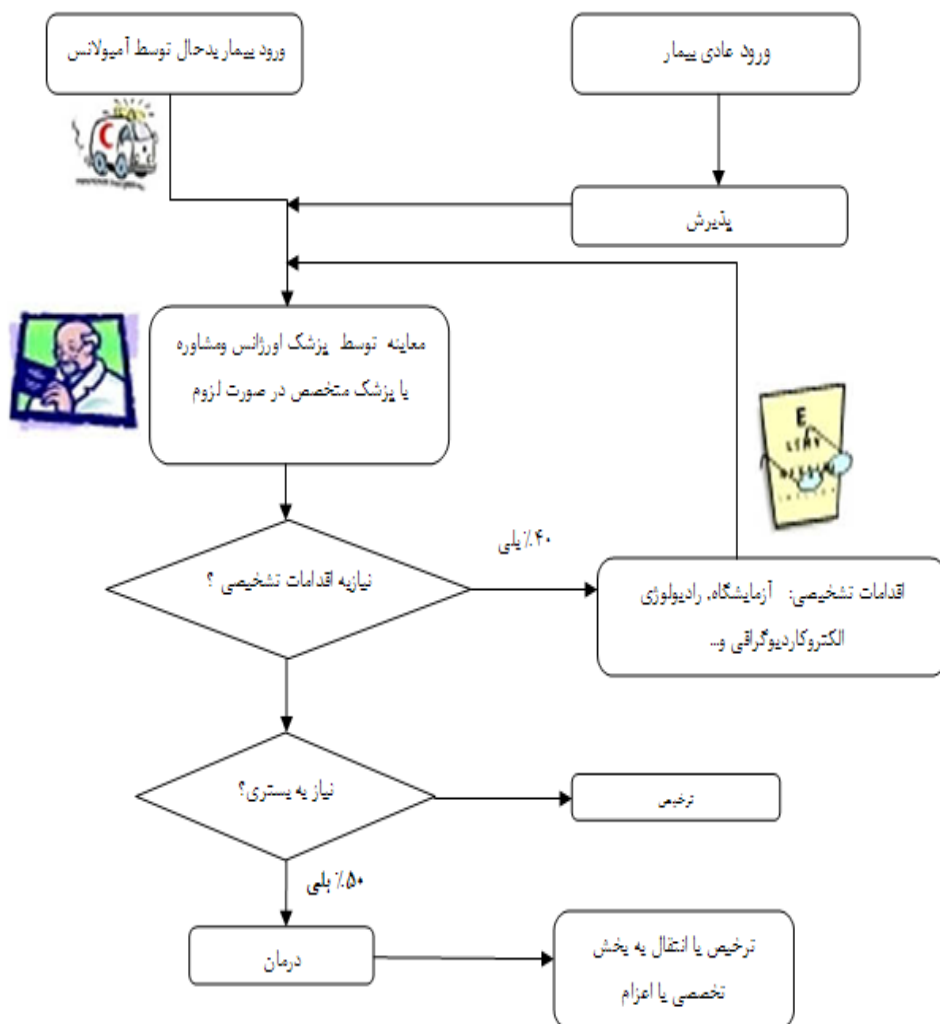 ورود عادی بیمار
ورود بیمار بدحال توسط آمبولانس
پذیرش
معاینه توسط پزشک اورژانس ومشاوره
با پزشک متخصص در صورت لزوم
E
نیازبه اقدامات تشخیصی ؟
۴۰٪ بلی
اقدامات تشخیصی: آزمایشگاه, رادیولوژی
الکتروکاردیوگرافی و...
نیاز به بستری؟
ترخیص
۵۰٪ بلی
درمان
ترخیص یا انتقال به بخش
تخصصی یا اعزام